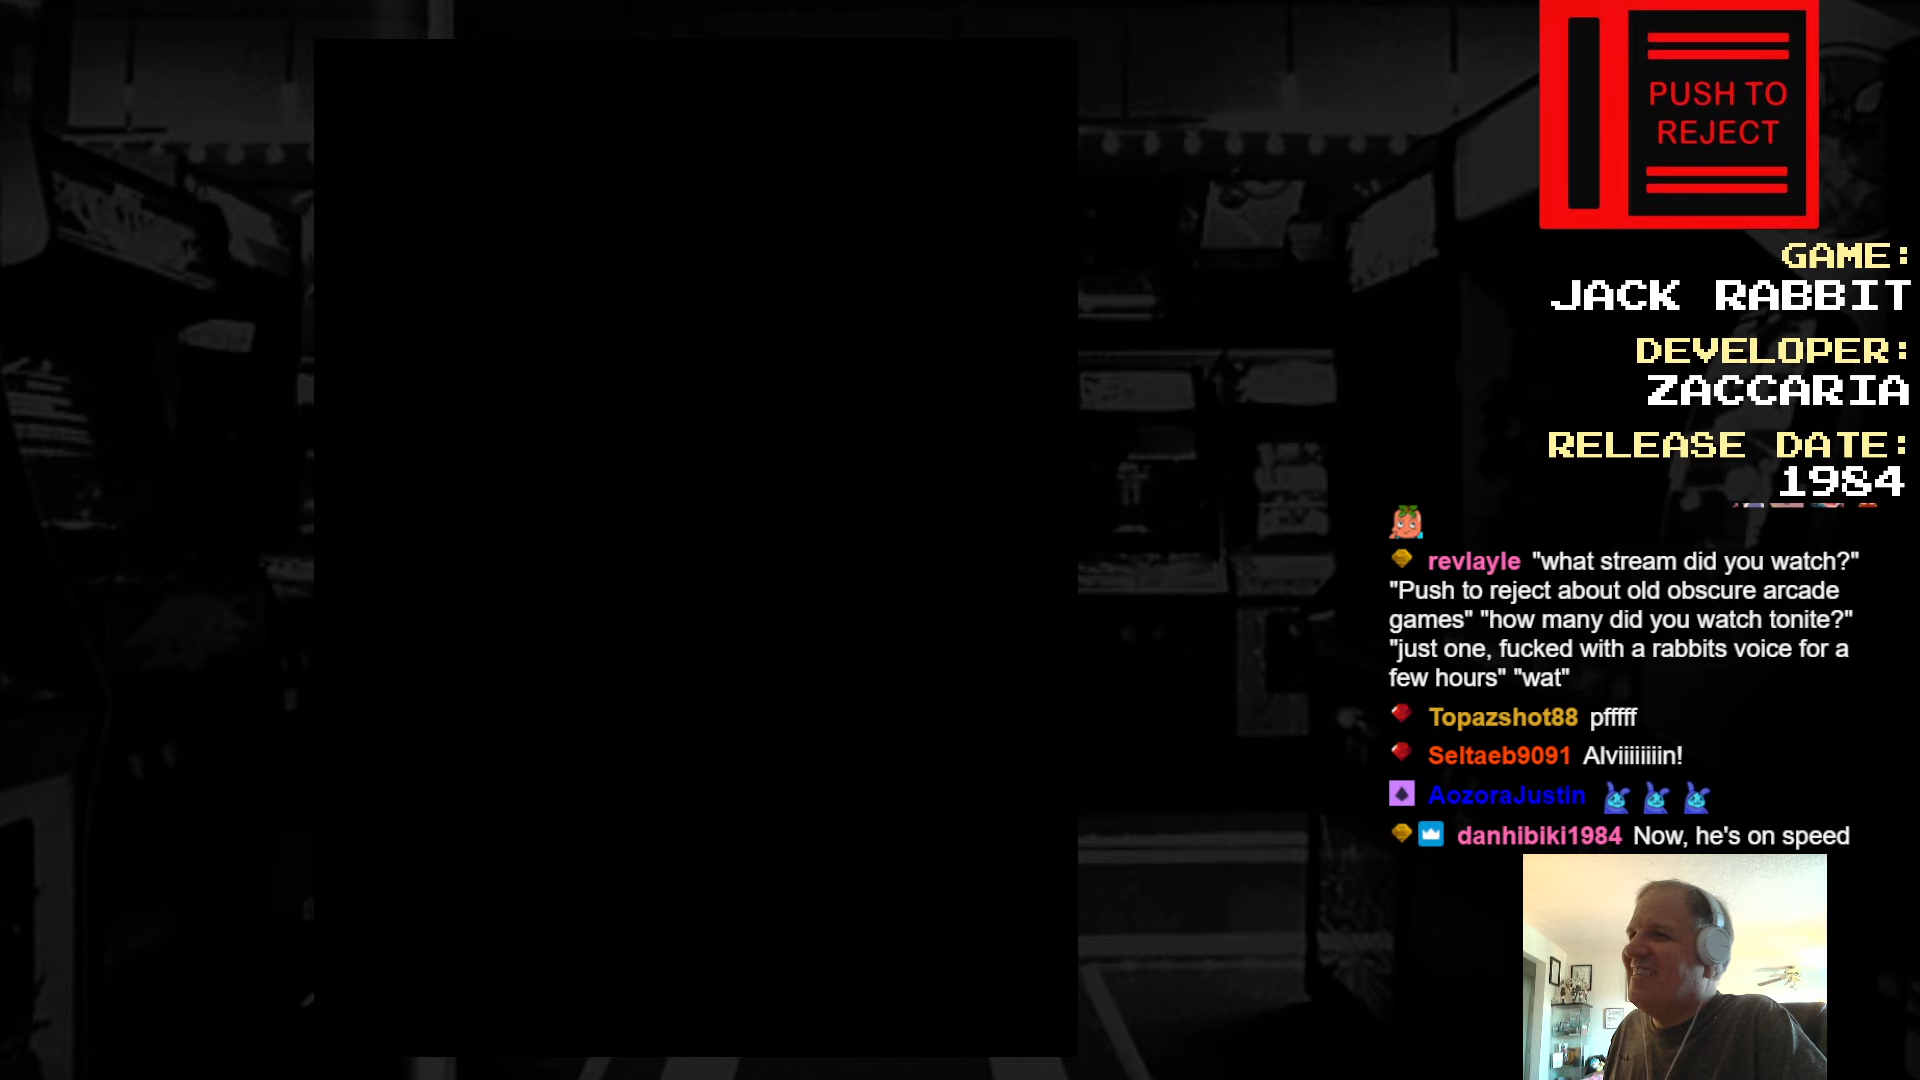 PUSH TO
REJECT
GAME:
JACK RABBIT
DEVELOPER:
ZACCARIA
RELEASE DATE:
1984
revlayle "what stream did you watch?"
"Push to reject about old obscure arcade
games" "how many did you watch tonite?"
"just one, fucked with a rabbits voice for a
few hours" "wat"
Topazshot88 pfffff
Seltaeb9091 Alviiiiiiiin!
AozoraJustin
danhibiki1984 Now, he's on speed